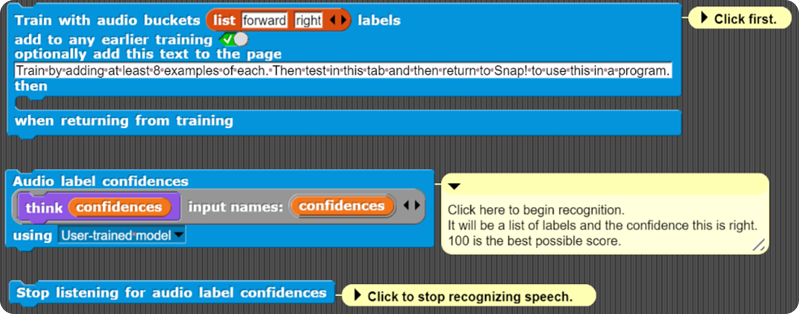 Train with audio buckets list forward right labels
Click first.
add to any earlier training
optionally add this text to the page
Train by adding at least 8 examples of each. Then test in this tab and then return to Snap! to use this in a program.
then
when returning from training
Audio label confidences
think confidences input names: confidences
using User-trained model
Click here to begin recognition.
It will be a list of labels and the confidence this is right.
100 is the best possible score.
Stop listening for audio label confidences
Click to stop recognizing speech.